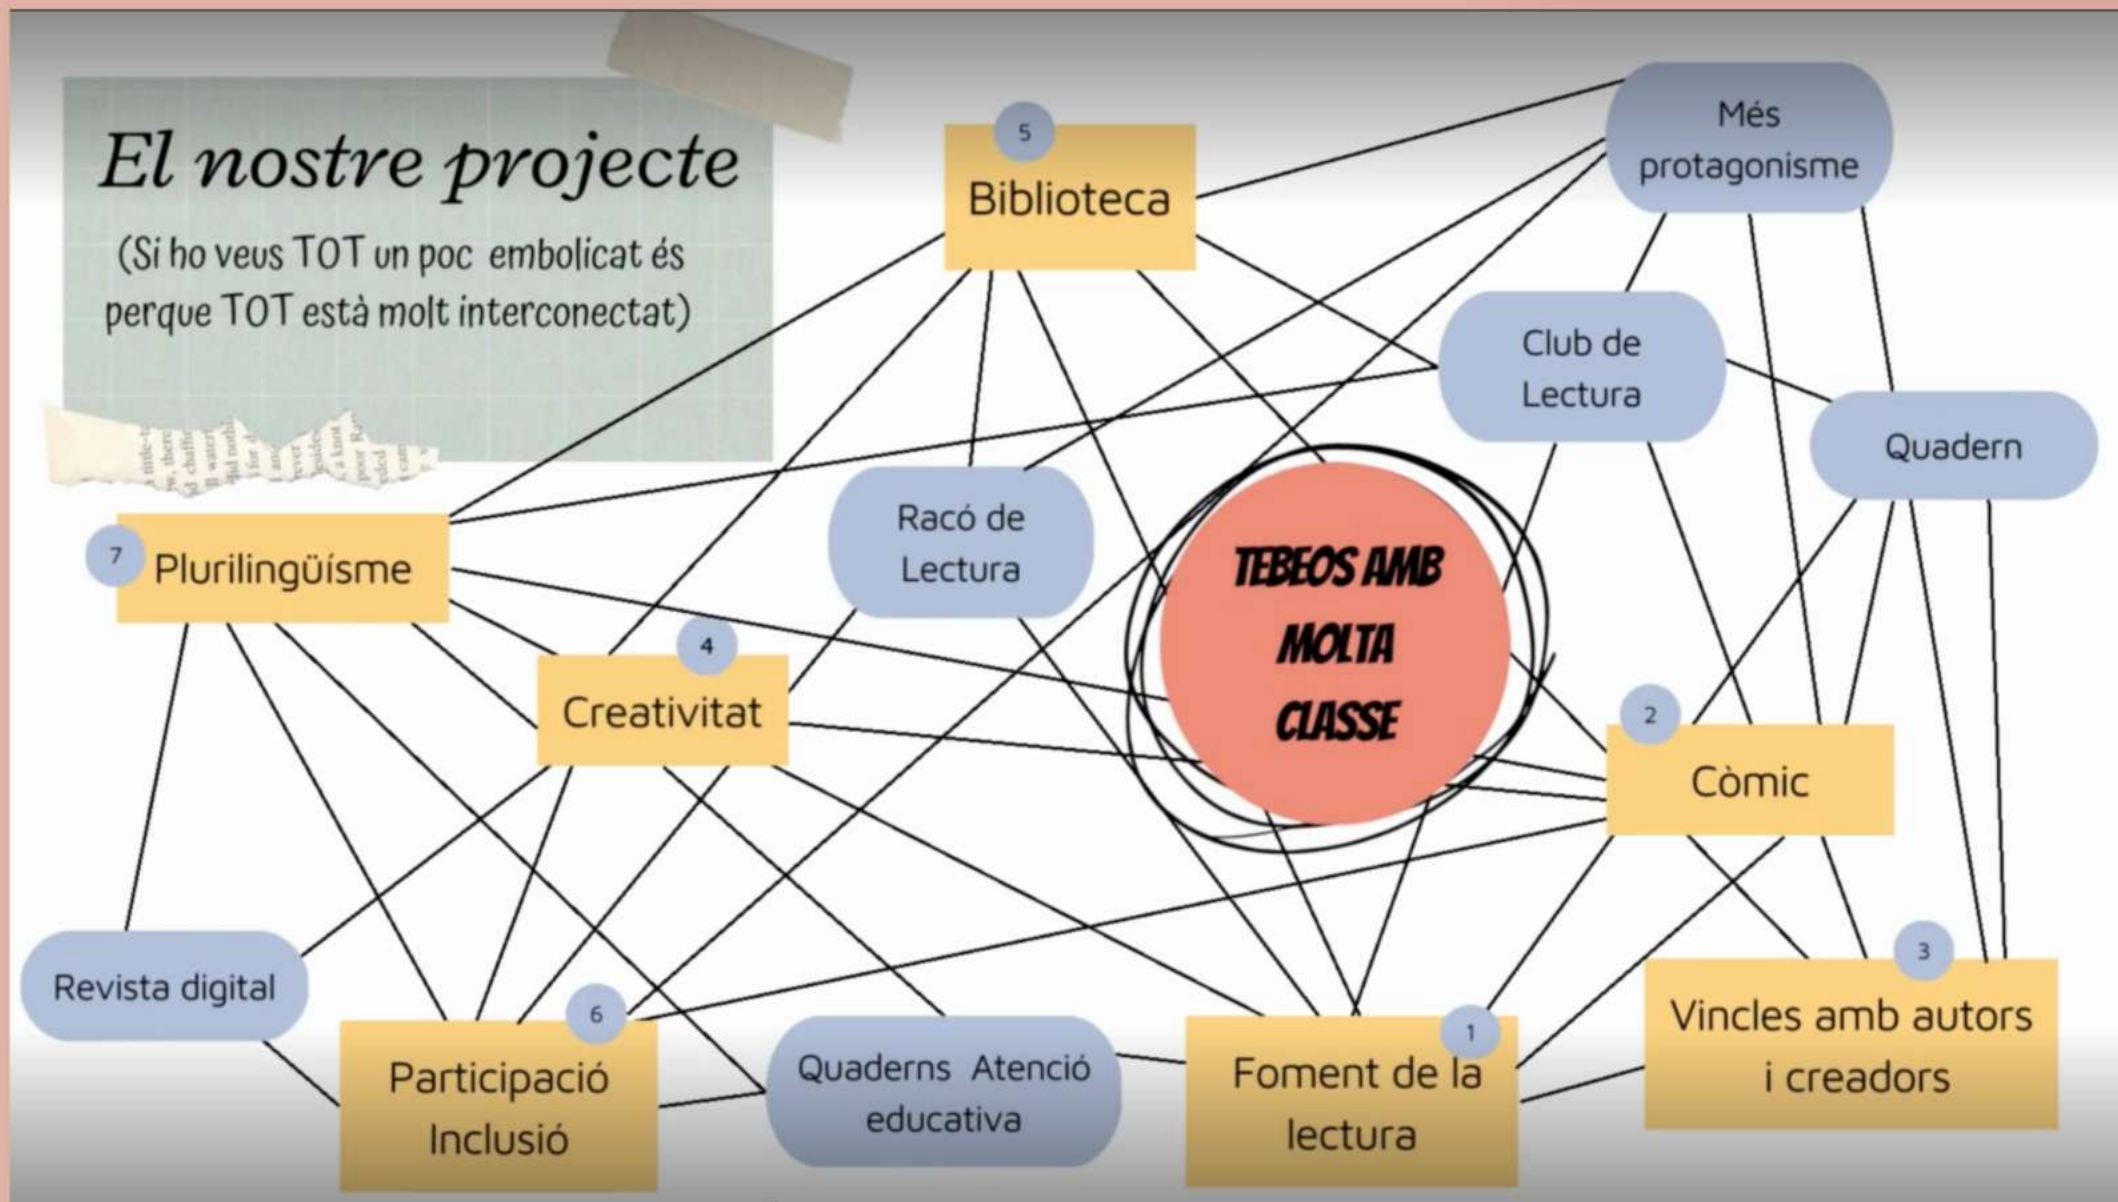 El nostre projecte
(Si ho veus TOT un poc embolicat és
perque TOT està molt interconectat)
5
Biblioteca
Més
protagonisme
Club de
Lectura
Quadern
7
Plurilingüísme
Racó de
Lectura
TEBEOS AMB
MOLTA
CLASSE
4
Creativitat
2
Còmic
Revista digital
6
Participació
Inclusió
Quaderns Atenció
educativa
1
Foment de la
lectura
3
Vincles amb autors
i creadors